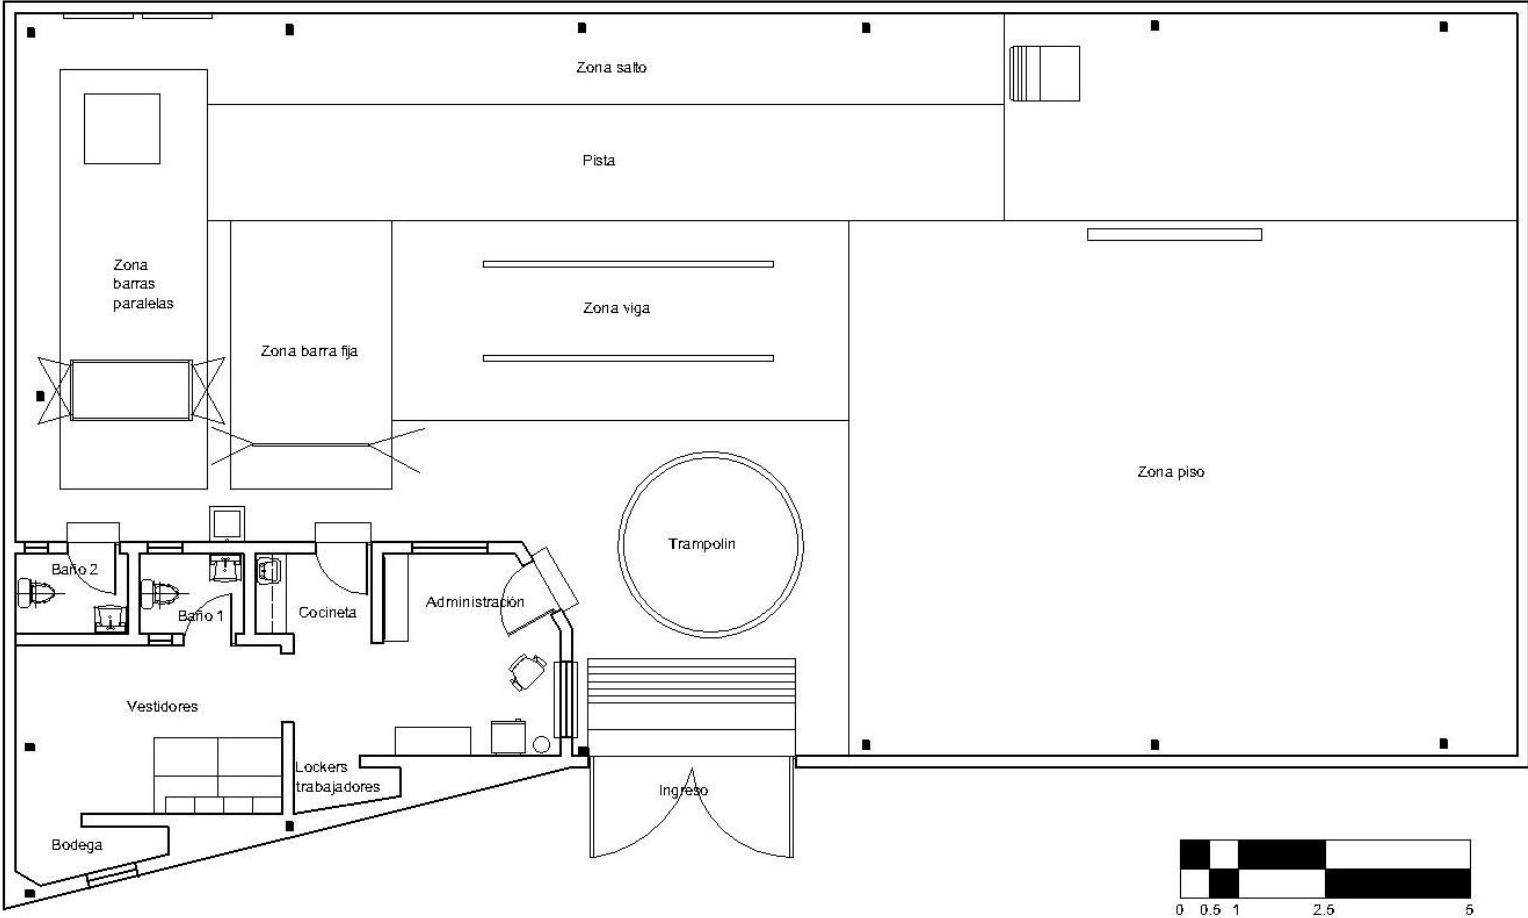 Zona salto
Pista
Zona
barras
paralelas
Zona barra fija
Zona viga
Zona piso
Trampolin
Baño 2
Baño 1
Cocineta
Administración
Vestidores
Lockers
trabajadores
Ingreso
Bodega
0 0.5 1 2.5 5